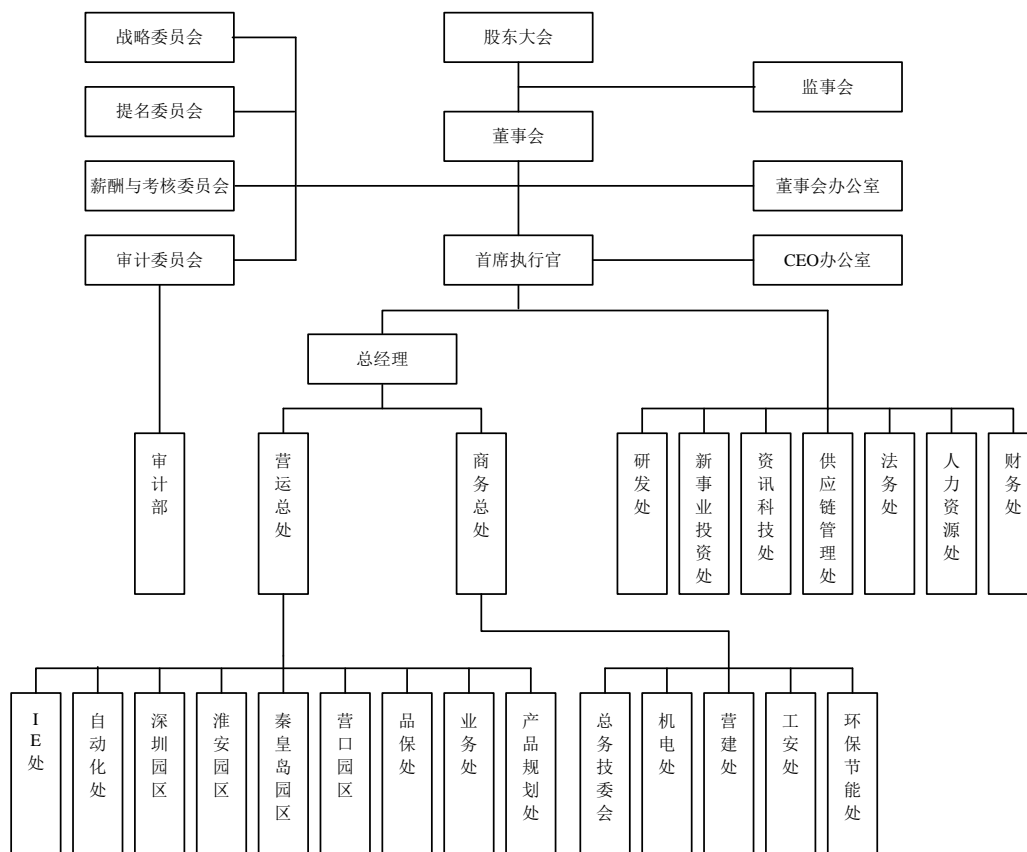 战略委员会
股东大会
提名委员会
监事会
董事会
薪酬与考核委员会
董事会办公室
审计委员会
首席执行官
CEO办公室
总经理
审计部
营运总处
商务总处
研发处
新事业投资处
资讯科技处
供应链管理处
法务处
人力资源处
财务处
IE处
自动化处
深圳园区
淮安园区
秦皇岛园区
营口园区
品保处
业务处
产品规划处
总务技委会
机电处
营建处
工安处
环保节能处